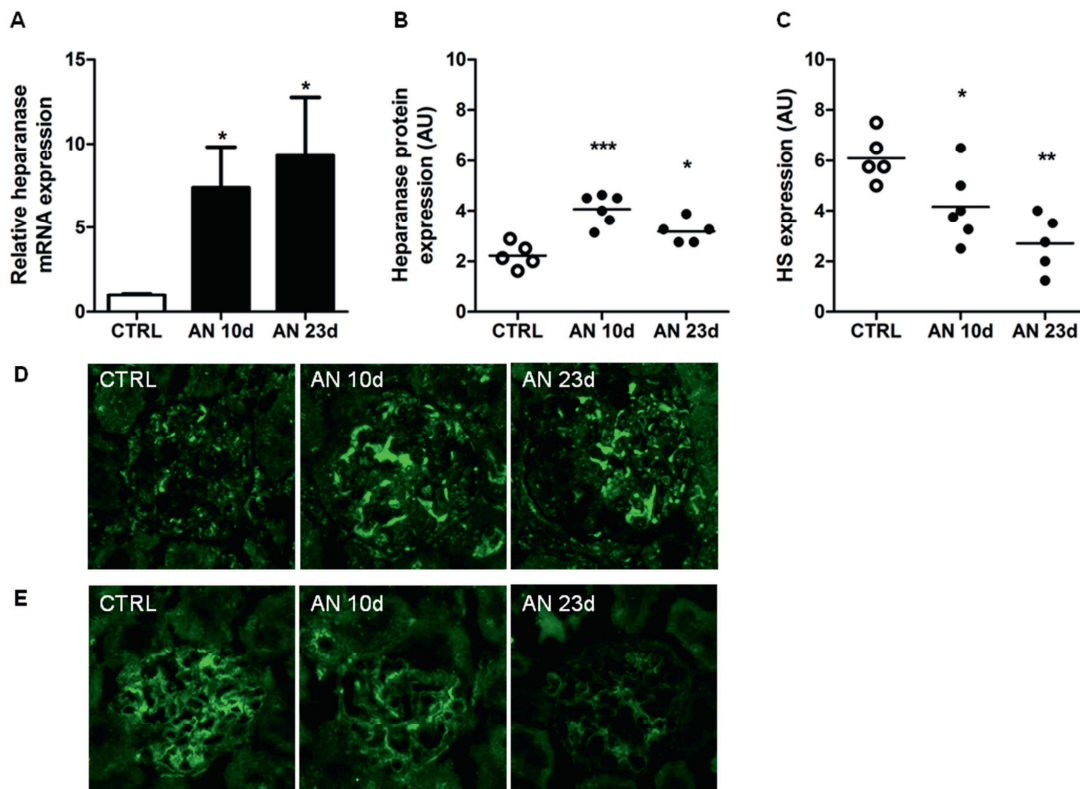 A
Relative heparanase
mRNA expression
15
10
5
0
*
*
CTRL
AN 10d
AN 23d
B
Heparanase protein
expression (AU)
10
8
6
4
2
0
***
*
CTRL
AN 10d
AN 23d
C
HS expression (AU)
10
8
6
4
2
0
*
**
CTRL
AN 10d
AN 23d
D
CTRL
AN 10d
AN 23d
E
CTRL
AN 10d
AN 23d